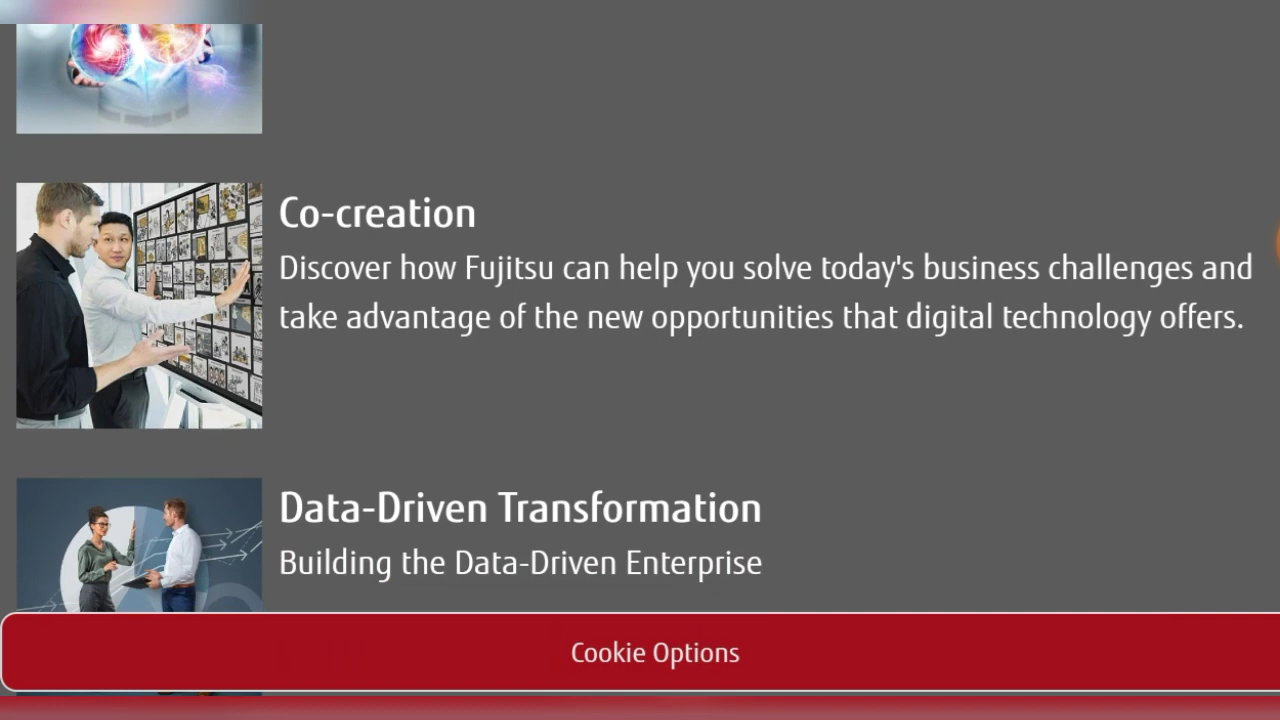 Co-creation
Discover how Fujitsu can help you solve today's business challenges and
take advantage of the new opportunities that digital technology offers.
Data-Driven Transformation
Building the Data-Driven Enterprise
Cookie Options